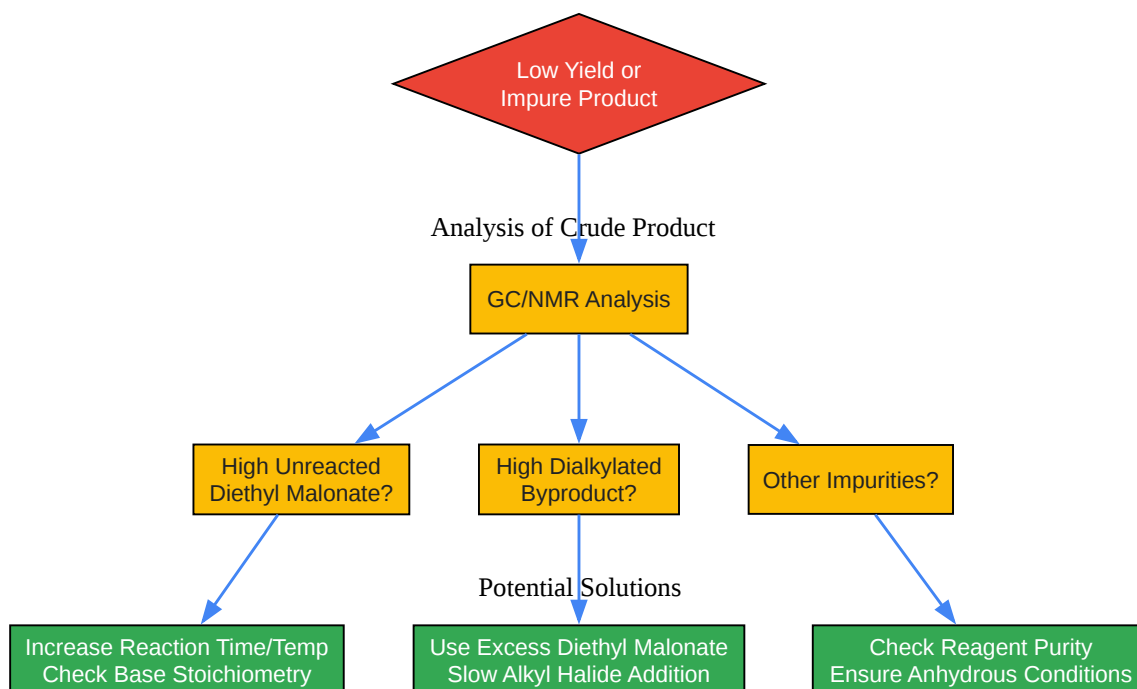 Low Yield or
Impure Product
Analysis of Crude Product
GC/NMR Analysis
High Unreacted
Diethyl Malonate?
High Dialkylated
Byproduct?
Other Impurities?
Potential Solutions
Increase Reaction Time/Temp
Check Base Stoichiometry
Use Excess Diethyl Malonate
Slow Alkyl Halide Addition
Check Reagent Purity
Ensure Anhydrous Conditions